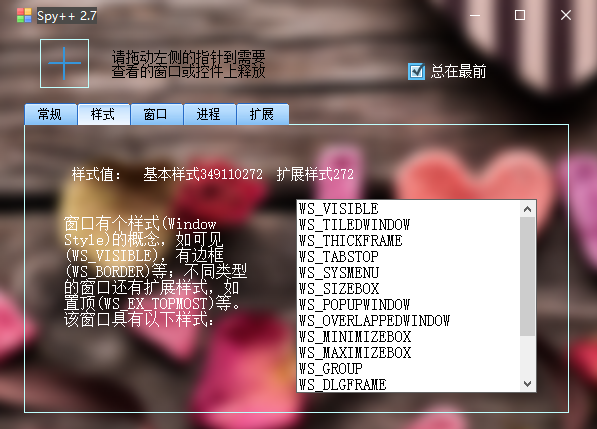 Spy++ 2.7
请拖动左侧的指针到需要
查看的窗口或控件上释放
总在最前
常规 样式 窗口 进程 扩展
样式值： 基本样式349110272 扩展样式272
窗口有个样式(Window
Style)的概念，如可见
(WS_VISIBLE)，有边框
(WS_BORDER)等；不同类型
的窗口还有扩展样式，如
置顶(WS_EX_TOPMOST)等。
该窗口具有以下样式：
WS_VISIBLE
WS_TILEDWINDOW
WS_THICKFRAME
WS_TABSTOP
WS_SYSMENU
WS_SIZEBOX
WS_POPUPWINDOW
WS_OVERLAPPEDWINDOW
WS_MINIMIZEBOX
WS_MAXIMIZEBOX
WS_GROUP
WS_DLGFRAME